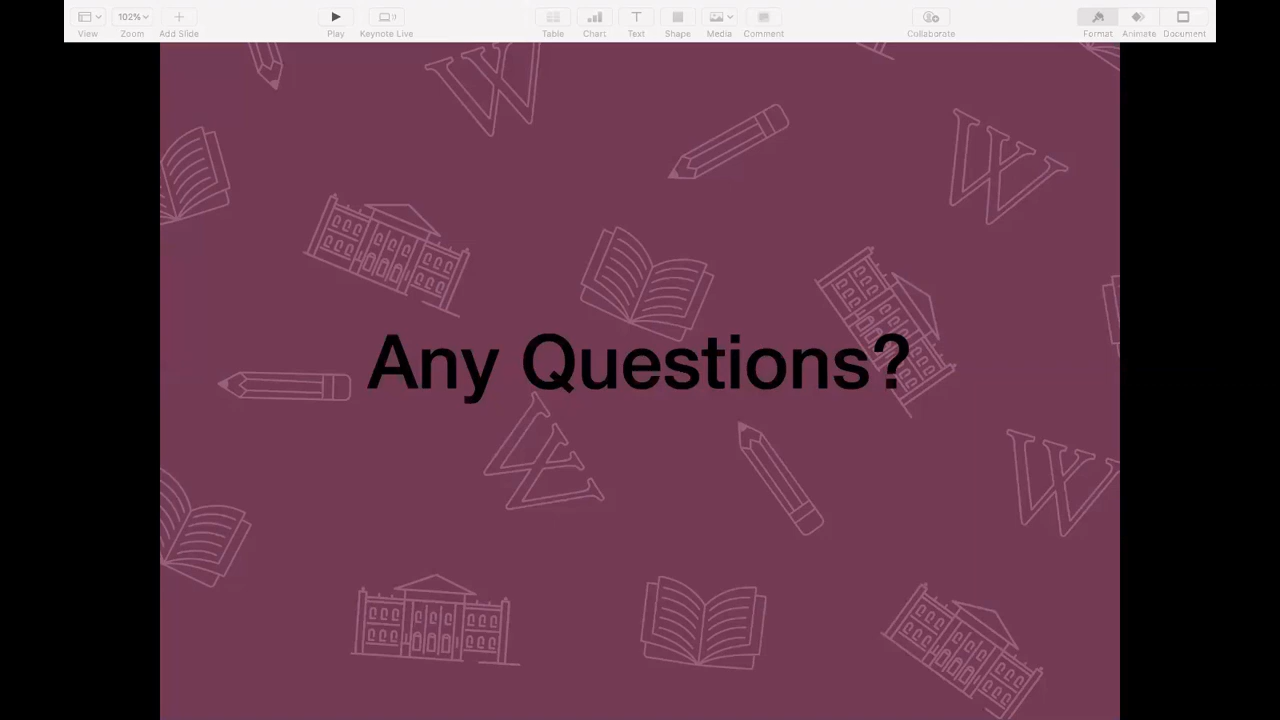 102%
View
Zoom
Add Slide
Play
Keynote Live
Table
Chart
Text
Shape
Media
Comment
Collaborate
Format
Animate
Document
W
W
Any Questions?
W
W